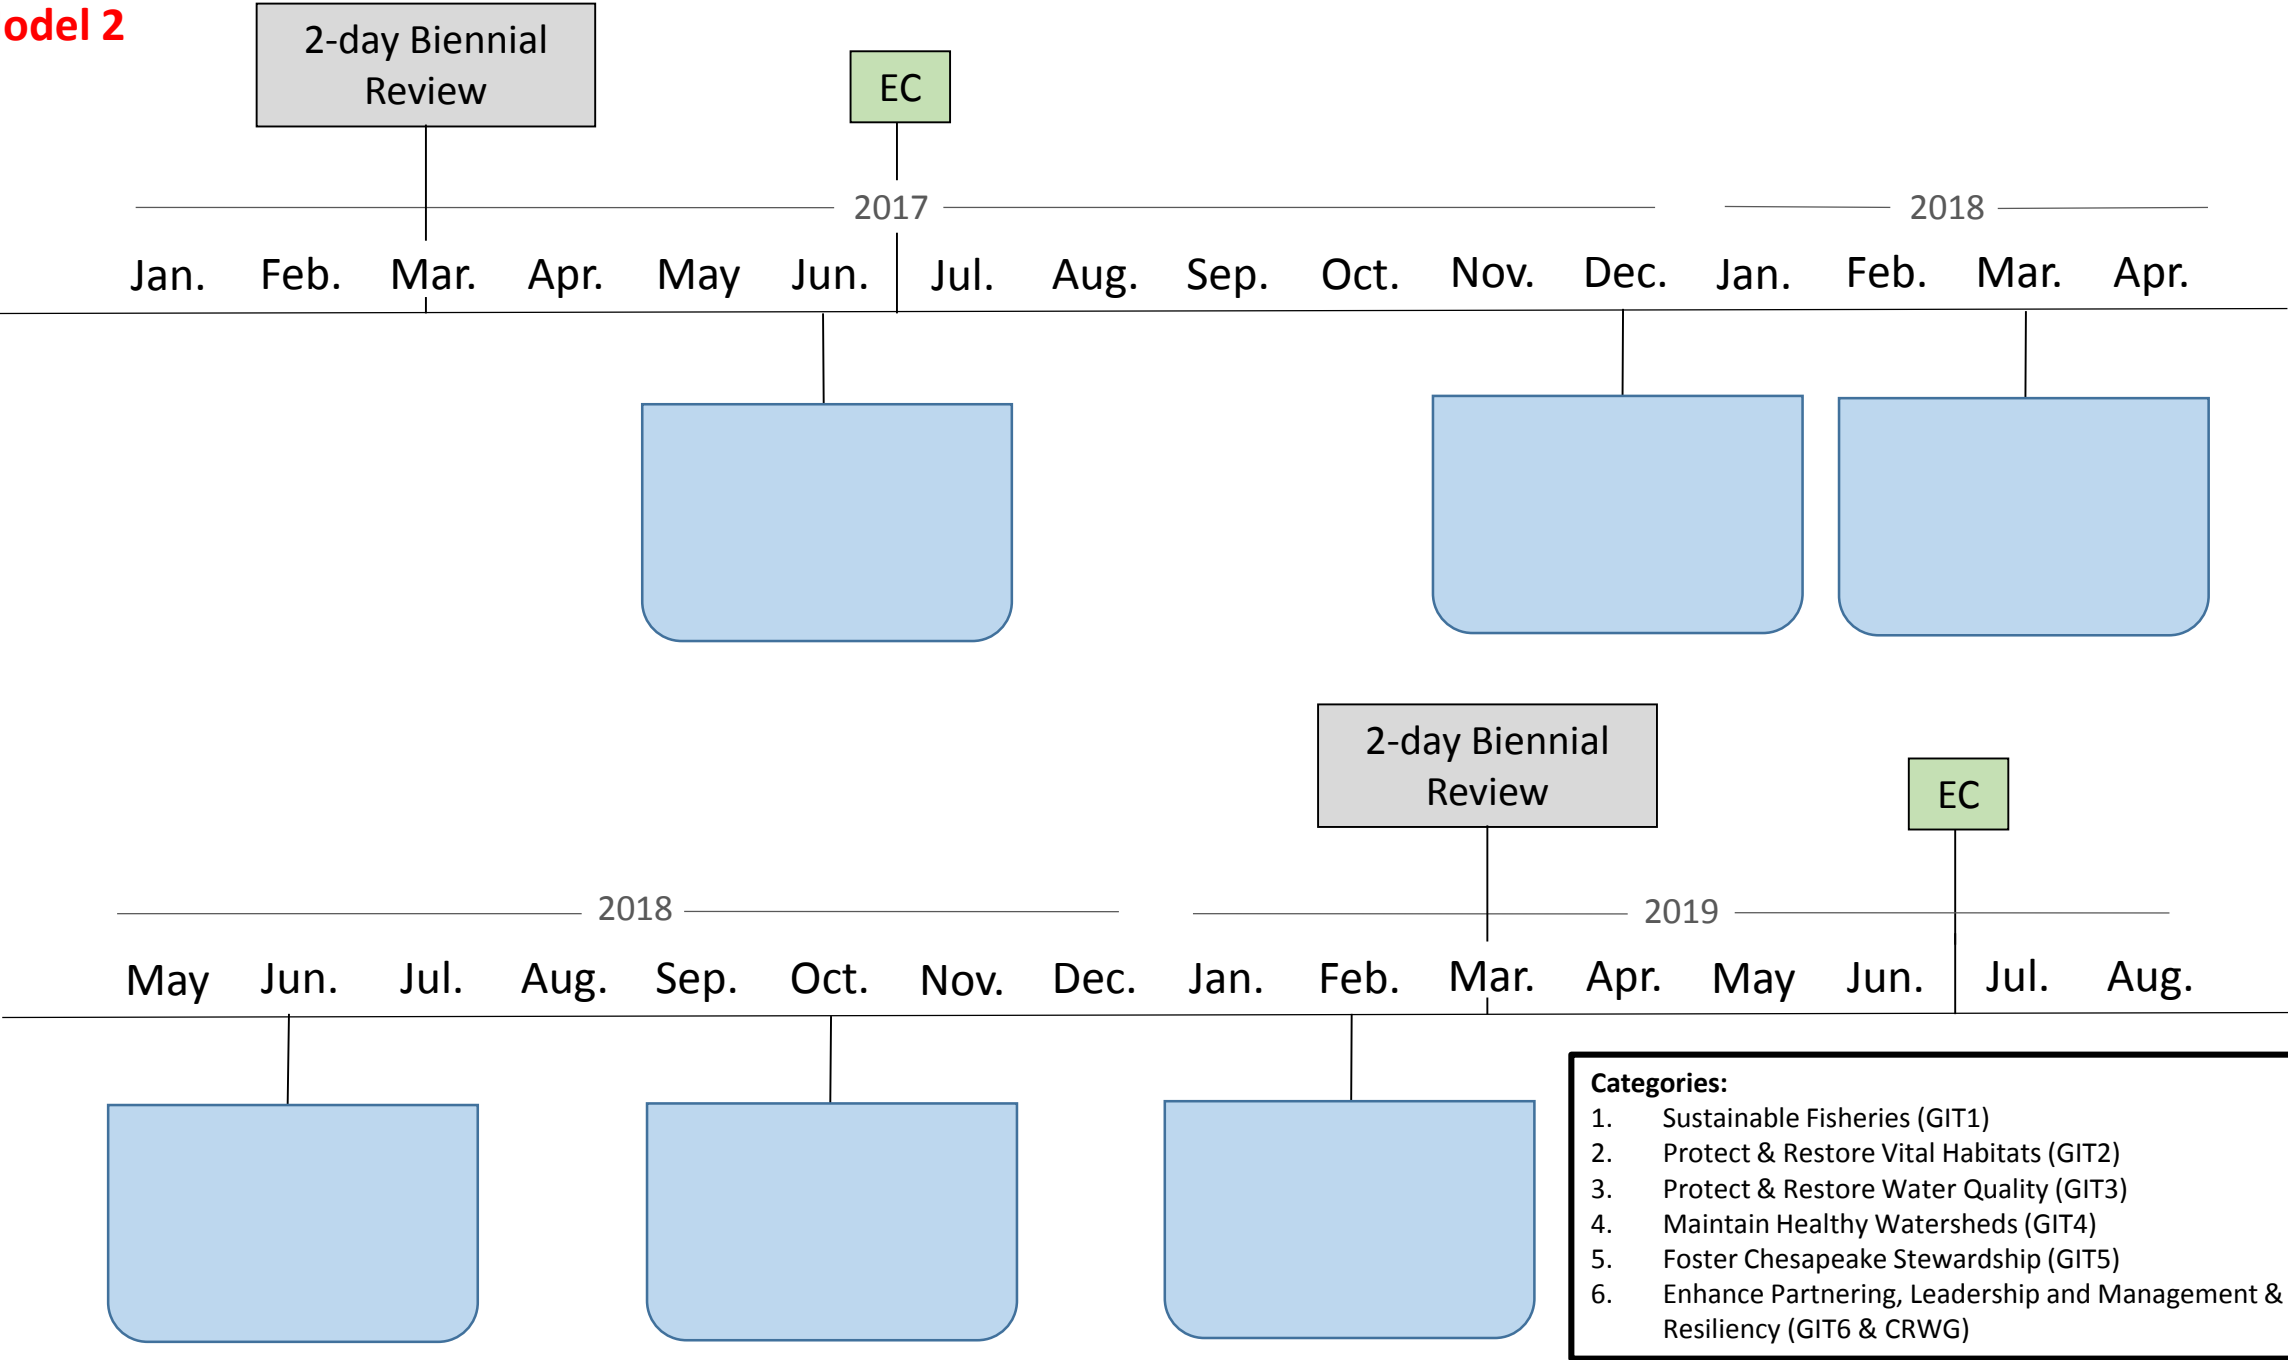 odel 2
2-day Biennial
Review
EC
2017
2018
Jan. Feb. Mar. Apr. May Jun. Jul. Aug. Sep. Oct. Nov. Dec. Jan. Feb. Mar. Apr.
2-day Biennial
Review
EC
2018
2019
May Jun. Jul. Aug. Sep. Oct. Nov. Dec. Jan. Feb. Mar. Apr. May Jun. Jul. Aug.
Categories:
1. Sustainable Fisheries (GIT1)
2. Protect & Restore Vital Habitats (GIT2)
3. Protect & Restore Water Quality (GIT3)
4. Maintain Healthy Watersheds (GIT4)
5. Foster Chesapeake Stewardship (GIT5)
6. Enhance Partnering, Leadership and Management &
Resiliency (GIT6 & CRWG)